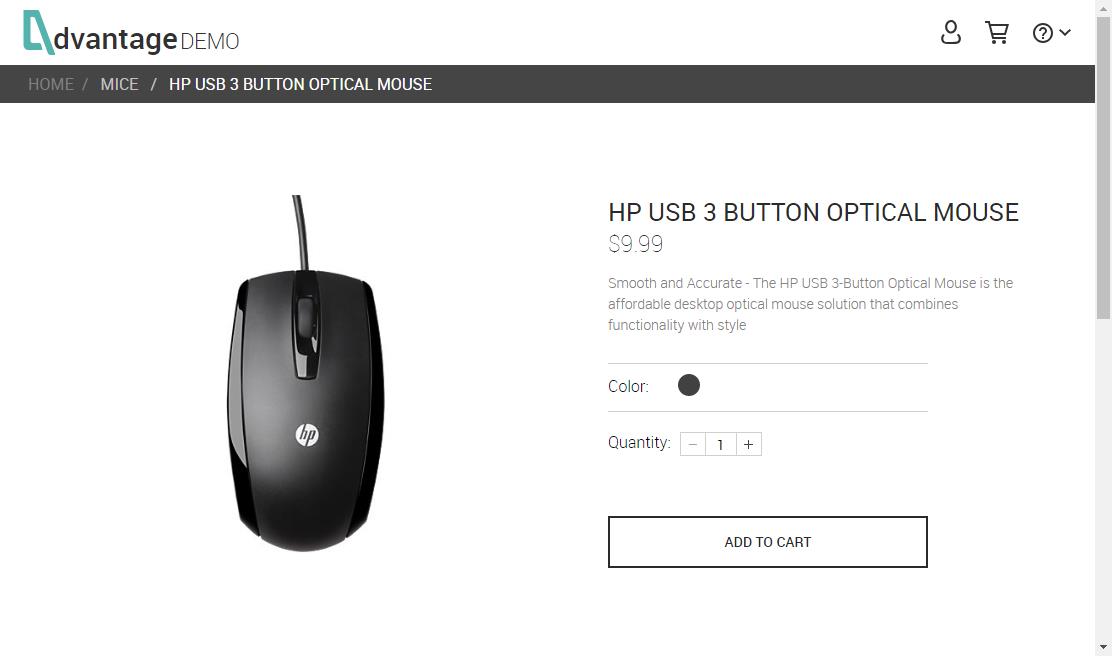 dvantage DEMO
HOME / MICE / HP USB 3 BUTTON OPTICAL MOUSE
HP USB 3 BUTTON OPTICAL MOUSE
$9.99
Smooth and Accurate - The HP USB 3-Button Optical Mouse is the
affordable desktop optical mouse solution that combines
functionality with style
Color:
Quantity: − 1 +
ADD TO CART
hp